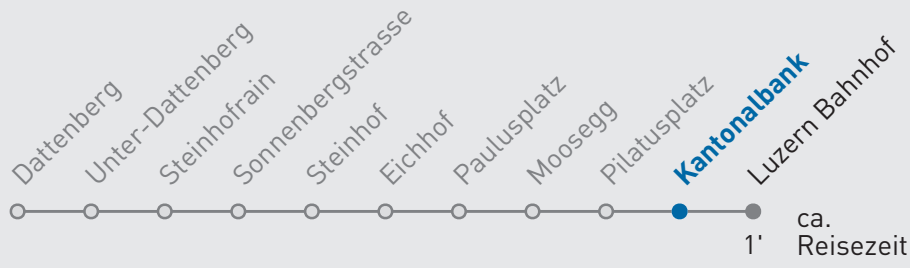 Dattenberg
Unter-Dattenberg
Steinhofrain
Sonnenbergstrasse
Steinhof
Eichhof
Paulusplatz
Moosegg
Pilatusplatz
Kantonalbank
Luzern Bahnhof
ca.
1' Reisezeit